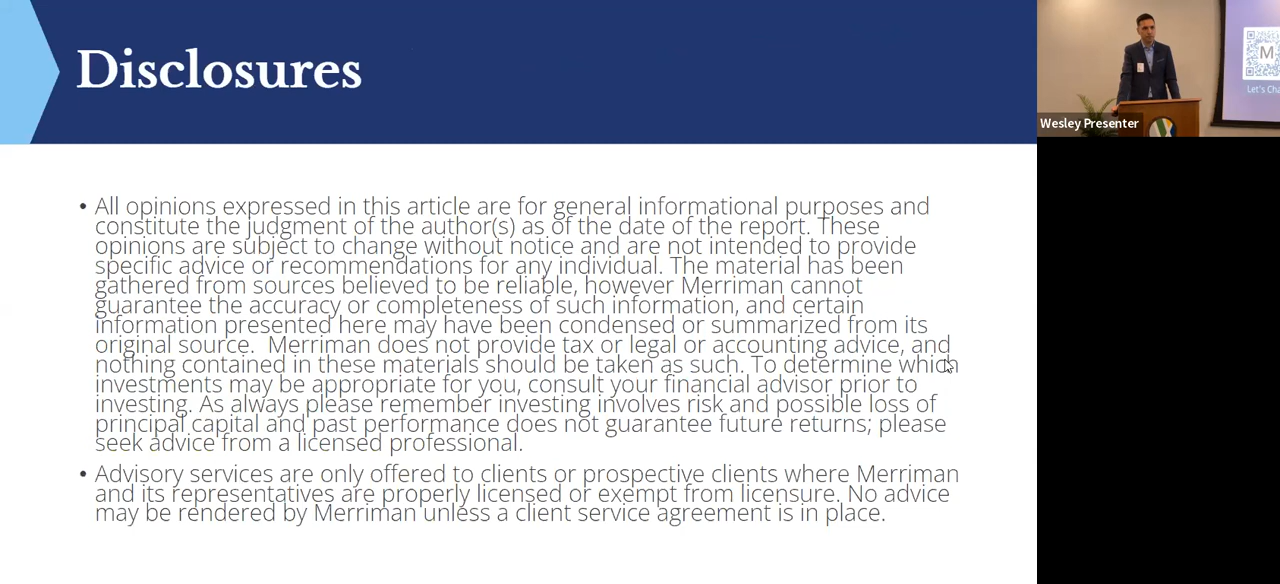 Disclosures
• All opinions expressed in this article are for general informational purposes and
constitute the judgment of the author(s) as of the date of the report. These
opinions are subject to change without notice and are not intended to provide
specific advice or recommendations for any individual. The material has been
gathered from sources believed to be reliable, however Merriman cannot
guarantee the accuracy or completeness of such information, and certain
information presented here may have been condensed or summarized from its
original source.  Merriman does not provide tax or legal or accounting advice, and
nothing contained in these materials should be taken as such. To determine which
investments may be appropriate for you, consult your financial advisor prior to
investing. As always please remember investing involves risk and possible loss of
principal capital and past performance does not guarantee future returns; please
seek advice from a licensed professional.
• Advisory services are only offered to clients or prospective clients where Merriman
and its representatives are properly licensed or exempt from licensure. No advice
may be rendered by Merriman unless a client service agreement is in place.
M
Let's Cha
Wesley Presenter